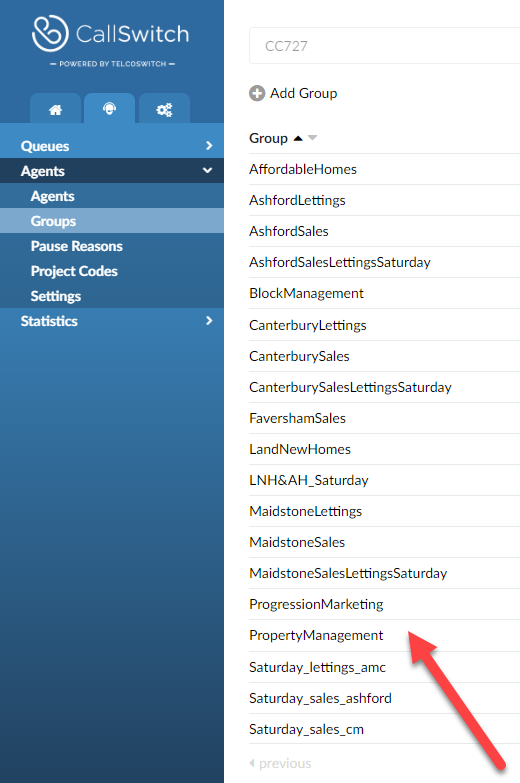 CallSwitch
POWERED BY TELCOSWITCH
Queues
Agents
Agents
Groups
Pause Reasons
Project Codes
Settings
Statistics
CC727
Add Group
Group
AffordableHomes
AshfordLettings
AshfordSales
AshfordSalesLettingsSaturday
BlockManagement
CanterburyLettings
CanterburySales
CanterburySalesLettingsSaturday
FavershamSales
LandNewHomes
LNH&AH_Saturday
MaidstoneLettings
MaidstoneSales
MaidstoneSalesLettingsSaturday
ProgressionMarketing
PropertyManagement
Saturday_lettings_amc
Saturday_sales_ashford
Saturday_sales_cm
previous